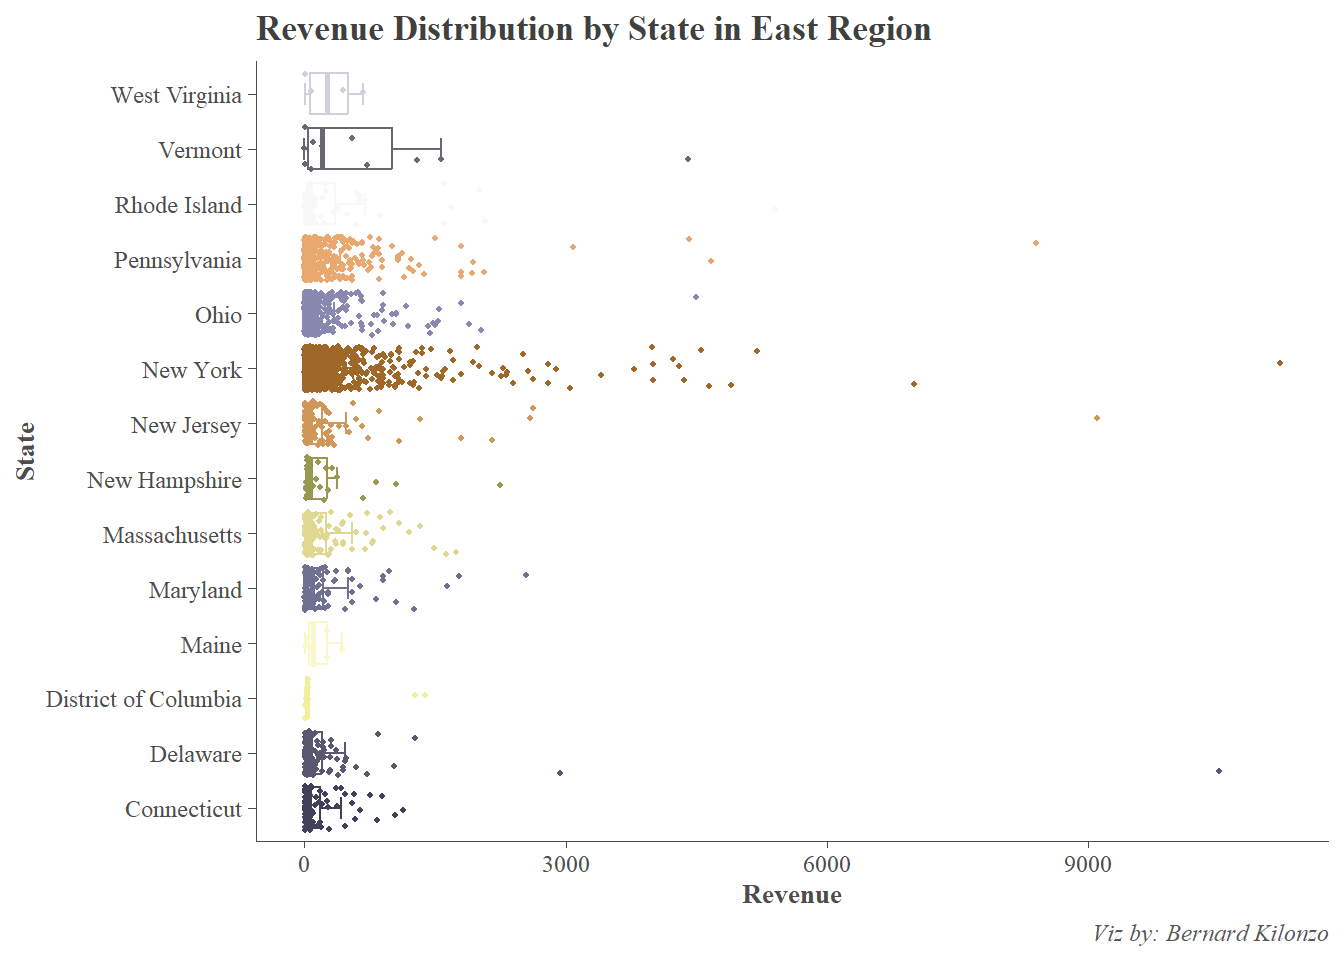 Revenue Distribution by State in East Region
West Virginia
Vermont
Rhode Island
Pennsylvania
Ohio
New York
New Jersey
New Hampshire
Massachusetts
Maryland
Maine
District of Columbia
Delaware
Connecticut
State
0 3000 6000 9000
Revenue
Viz by: Bernard Kilonzo